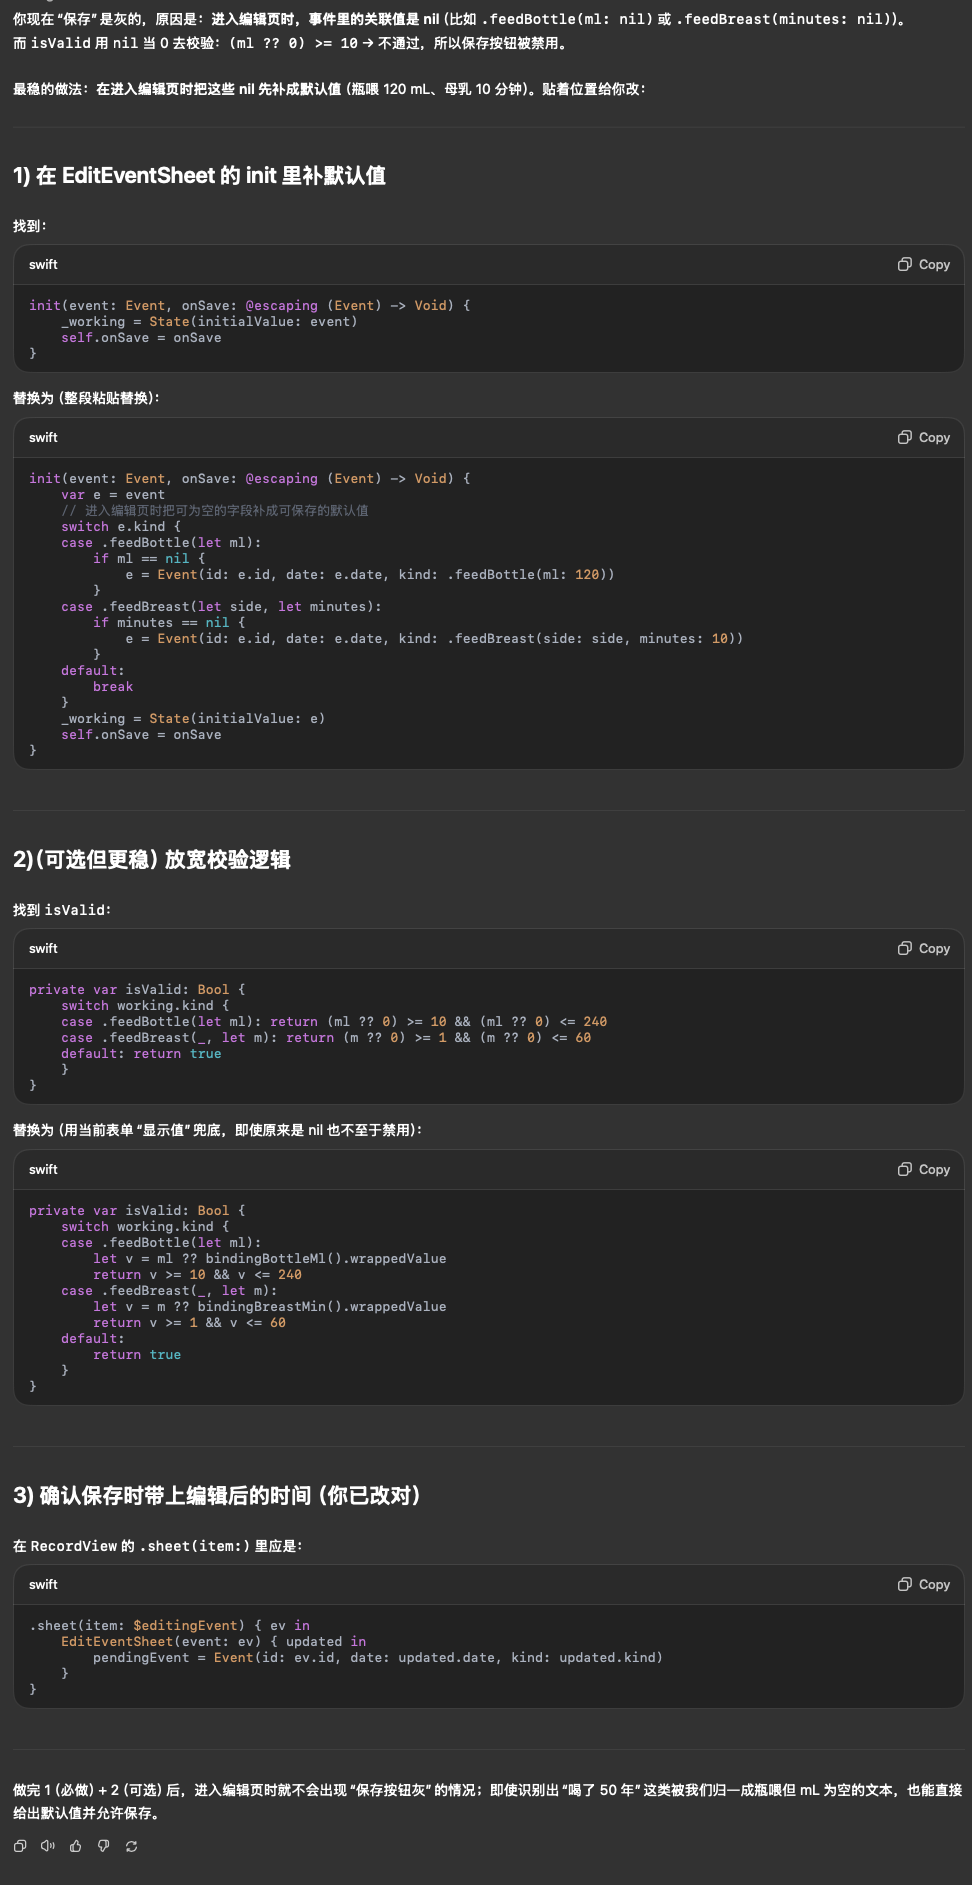 你现在“保存”是灰的，原因是：进入编辑页时，事件里的关联值是 nil（比如 .feedBottle(ml: nil) 或 .feedBreast(minutes: nil)）。
而 isValid 用 nil 当 0 去校验：(ml ?? 0) >= 10 → 不通过，所以保存按钮被禁用。
最稳的做法：在进入编辑页时把这些 nil 先补成默认值（瓶喂 120 mL、母乳 10 分钟）。贴着位置给你改：
1) 在 EditEventSheet 的 init 里补默认值
找到：
swift
Copy
init(event: Event, onSave: @escaping (Event) -> Void) {
    _working = State(initialValue: event)
    self.onSave = onSave
}
替换为（整段粘贴替换）：
swift
Copy
init(event: Event, onSave: @escaping (Event) -> Void) {
    var e = event
    // 进入编辑页时把可为空的字段补成可保存的默认值
    switch e.kind {
    case .feedBottle(let ml):
        if ml == nil {
            e = Event(id: e.id, date: e.date, kind: .feedBottle(ml: 120))
        }
    case .feedBreast(let side, let minutes):
        if minutes == nil {
            e = Event(id: e.id, date: e.date, kind: .feedBreast(side: side, minutes: 10))
        }
    default:
        break
    }
    _working = State(initialValue: e)
    self.onSave = onSave
}
2)（可选但更稳）放宽校验逻辑
找到 isValid：
swift
Copy
private var isValid: Bool {
    switch working.kind {
    case .feedBottle(let ml): return (ml ?? 0) >= 10 && (ml ?? 0) <= 240
    case .feedBreast(_, let m): return (m ?? 0) >= 1 && (m ?? 0) <= 60
    default: return true
    }
}
替换为（用当前表单“显示值”兜底，即使原来是 nil 也不至于禁用）：
swift
Copy
private var isValid: Bool {
    switch working.kind {
    case .feedBottle(let ml):
        let v = ml ?? bindingBottleMl().wrappedValue
        return v >= 10 && v <= 240
    case .feedBreast(_, let m):
        let v = m ?? bindingBreastMin().wrappedValue
        return v >= 1 && v <= 60
    default:
        return true
    }
}
3) 确认保存时带上编辑后的时间（你已改对）
在 RecordView 的 .sheet(item:) 里应是：
swift
Copy
.sheet(item: $editingEvent) { ev in
    EditEventSheet(event: ev) { updated in
        pendingEvent = Event(id: ev.id, date: updated.date, kind: updated.kind)
    }
}
做完 1（必做）+ 2（可选）后，进入编辑页时就不会出现“保存按钮灰”的情况；即使识别出“喝了 50 年”这类被我们归一成瓶喂但 mL 为空的文本，也能直接
给出默认值并允许保存。